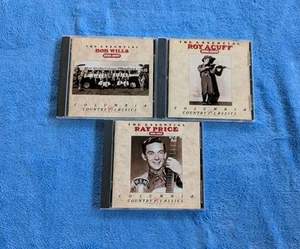 THE ESSENTIAL
BOB WILLS
COLUMBIA
COUNTRY CLASSICS
THE ESSENTIAL
ROY ACUFF
COLUMBIA
COUNTRY CLASSICS
THE ESSENTIAL
RAY PRICE
COLUMBIA
COUNTRY CLASSICS